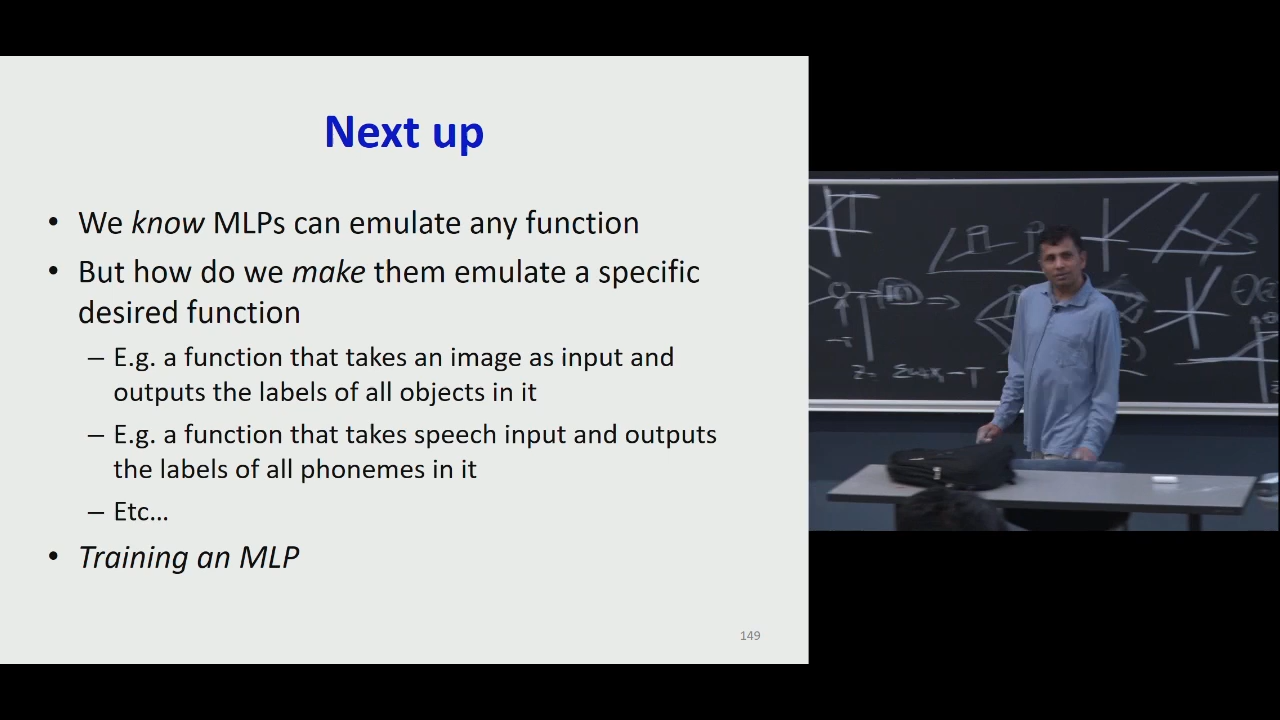 Next up
• We know MLPs can emulate any function
• But how do we make them emulate a specific
desired function
– E.g. a function that takes an image as input and
outputs the labels of all objects in it
– E.g. a function that takes speech input and outputs
the labels of all phonemes in it
– Etc…
• Training an MLP
149